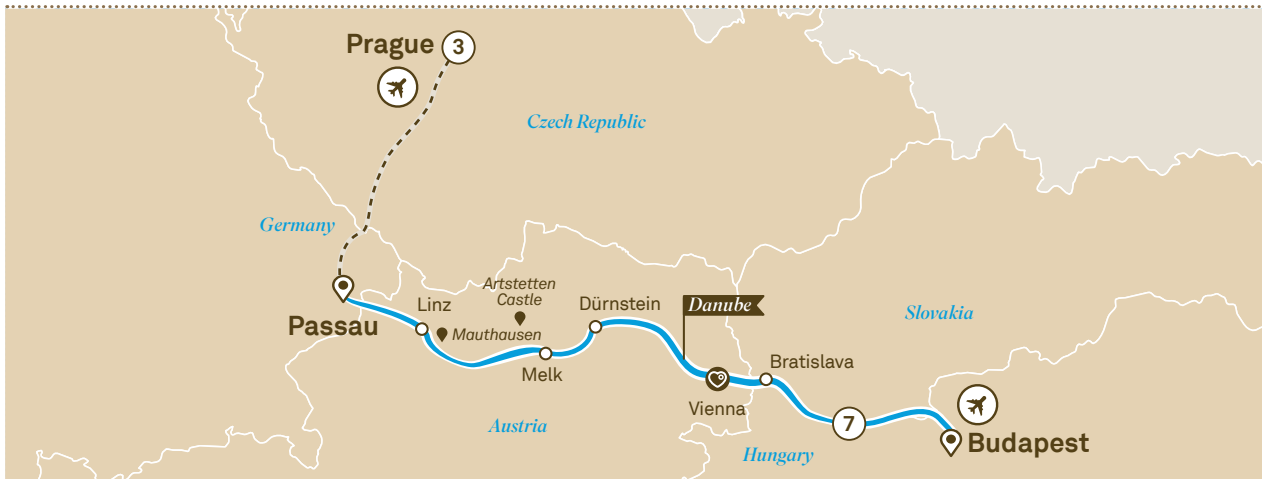 Prague
3
Czech Republic
Germany
Artstetten
Castle
Linz
Dürnstein
Danube
Slovakia
Passau
Mauthausen
Bratislava
Melk
Vienna
Austria
7
Budapest
Hungary